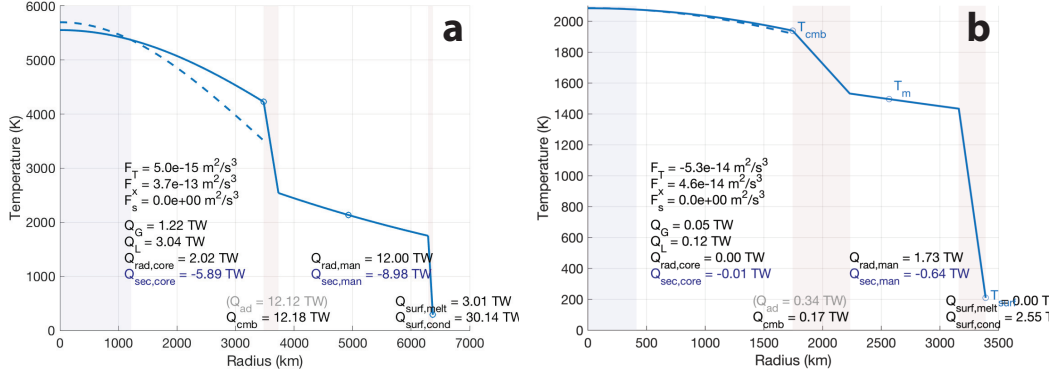 a
Temperature (K)
6000
5000
4000
3000
2000
1000
0
F_T = 5.0e-15 m^2/s^3
F_x = 3.7e-13 m^2/s^3
F_s = 0.0e+00 m^2/s^3
Q_G = 1.22 TW
Q_L = 3.04 TW
Q_rad,core = 2.02 TW
Q_rad,man = 12.00 TW
Q_sec,core = -5.89 TW
Q_sec,man = -8.98 TW
(Q_ad = 12.12 TW)
Q_surf,melt = 3.01 TW
Q_cmb = 12.18 TW
Q_surf,cond = 30.14 TW
0 1000 2000 3000 4000 5000 6000 7000
Radius (km)
b
Temperature (K)
2000
1800
1600
1400
1200
1000
800
600
400
200
0
T_cmb
T_m
F_T = -5.3e-14 m^2/s^3
F_x = 4.6e-14 m^2/s^3
F_s = 0.0e+00 m^2/s^3
Q_G = 0.05 TW
Q_L = 0.12 TW
Q_rad,core = 0.00 TW
Q_rad,man = 1.73 TW
Q_sec,core = -0.01 TW
Q_sec,man = -0.64 TW
(Q_ad = 0.34 TW)
Q_surf,melt = 0.00 T
Q_cmb = 0.17 TW
Q_surf,cond = 2.55 T
0 500 1000 1500 2000 2500 3000 3500
Radius (km)